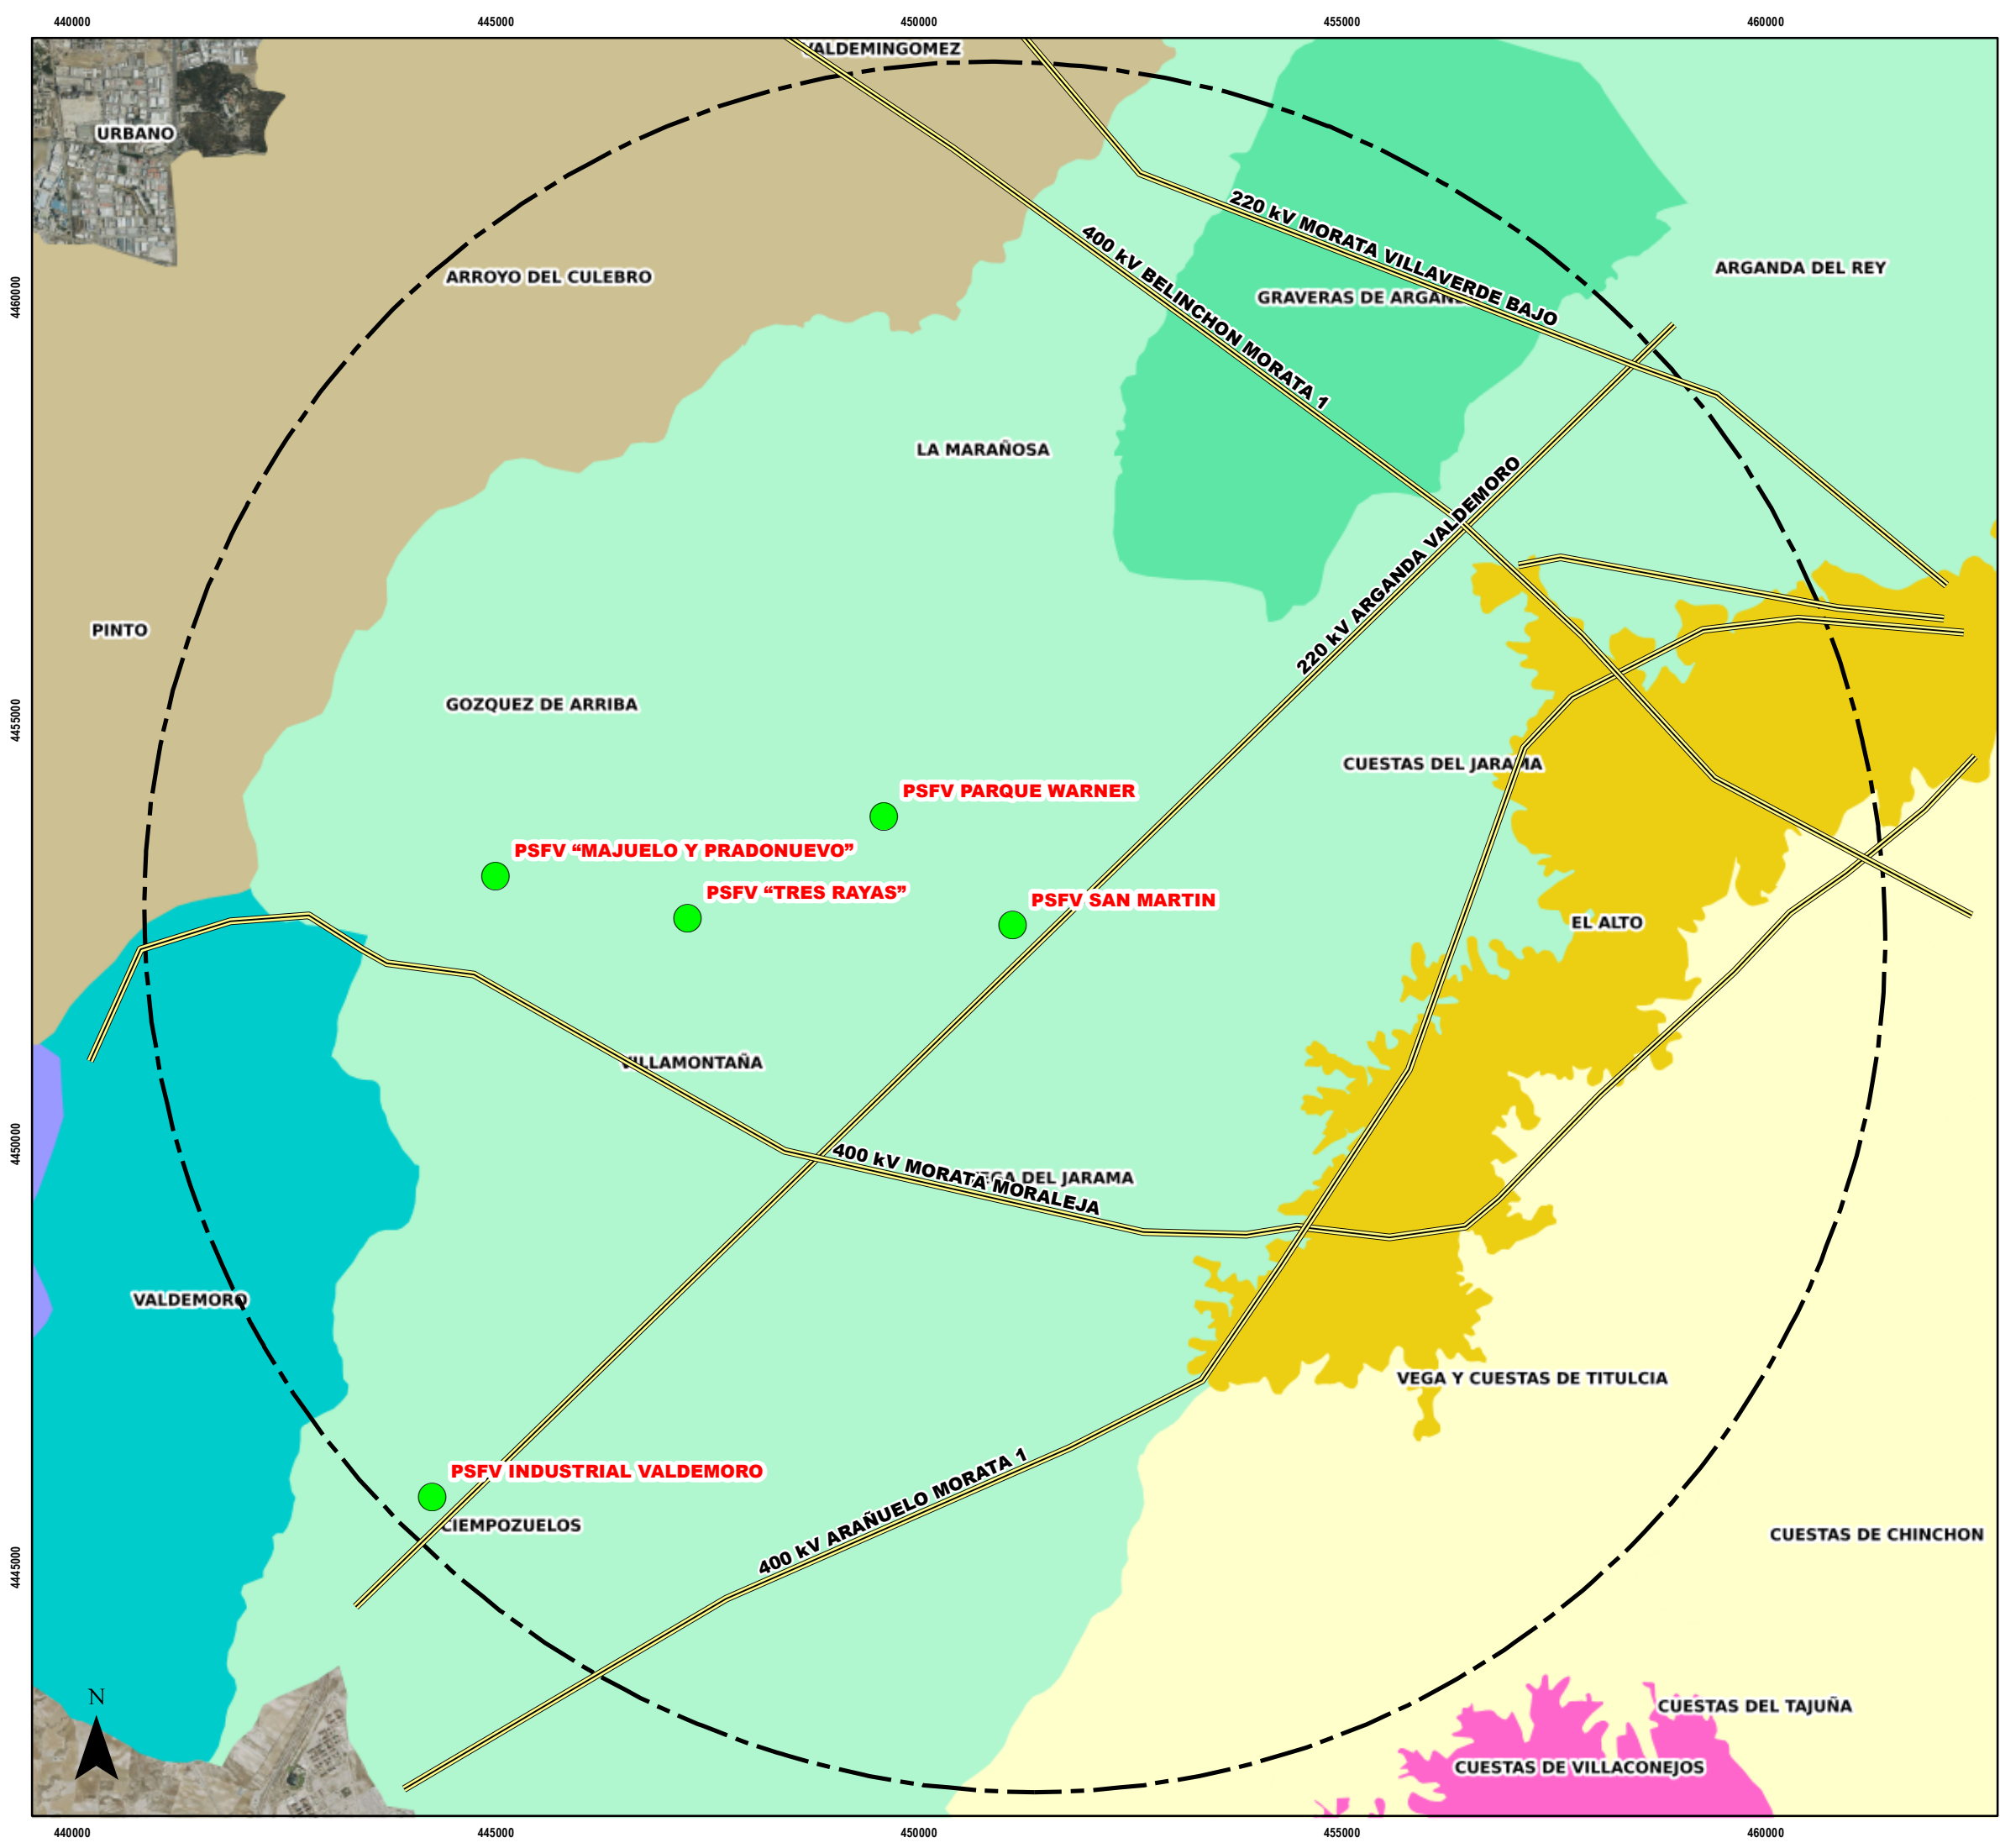 440000 445000 450000 455000 460000
VALDEMINGOMEZ
URBANO
220 kV MORATA VILLAVERDE BAJO
400 kV BELINCHON MORATA 1
ARROYO DEL CULEBRO
ARGANDA DEL REY
GRAVERAS DE ARGAN
4460000
LA MARAÑOSA
220 kV ARGANDA VALDEMORO
PINTO
GOZQUEZ DE ARRIBA
4455000
CUESTAS DEL JARAMA
PSFV PARQUE WARNER
PSFV “MAJUELO Y PRADONUEVO”
PSFV “TRES RAYAS”
PSFV SAN MARTIN
EL ALTO
VILLAMONTAÑA
4450000
400 kV MORATA MORALEJA
VEGA DEL JARAMA
VALDEMORO
VEGA Y CUESTAS DE TITULCIA
PSFV INDUSTRIAL VALDEMORO
400 kV ARAÑUELO MORATA 1
CIEMPOZUELOS
CUESTAS DE CHINCHON
4445000
N
CUESTAS DEL TAJUÑA
CUESTAS DE VILLACONEJOS
440000 445000 450000 455000 460000